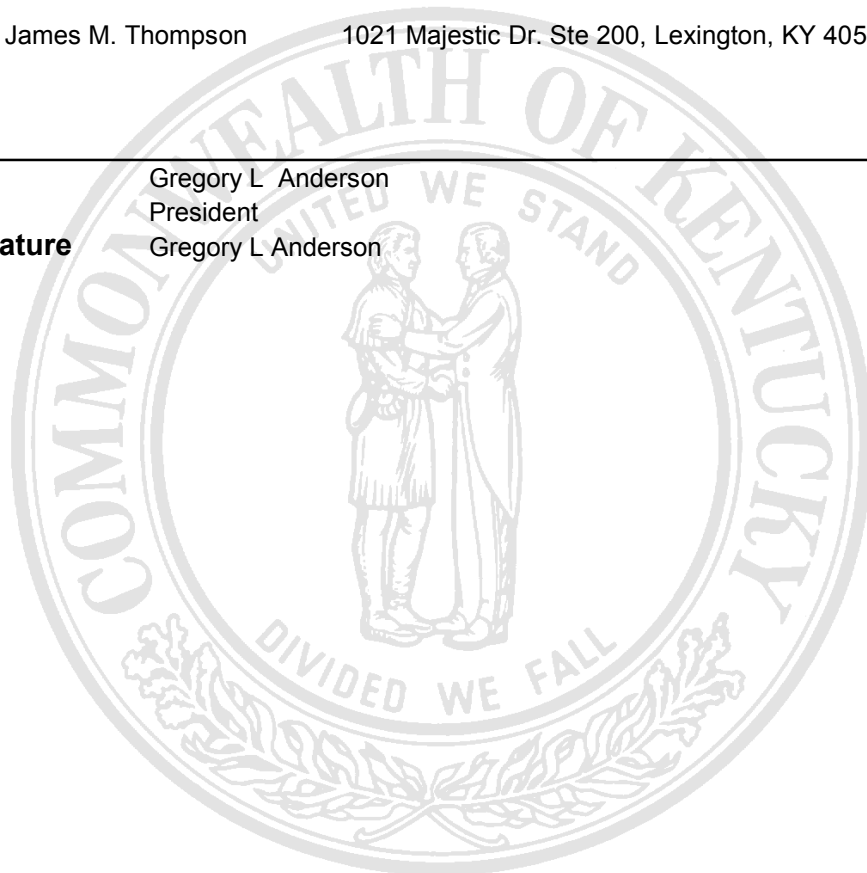 James M. Thompson 1021 Majestic Dr. Ste 200, Lexington, KY 405
Gregory L Anderson
President
ature Gregory L Anderson
COMMONWEALTH OF KENTUCKY
UNITED WE STAND
DIVIDED WE FALL